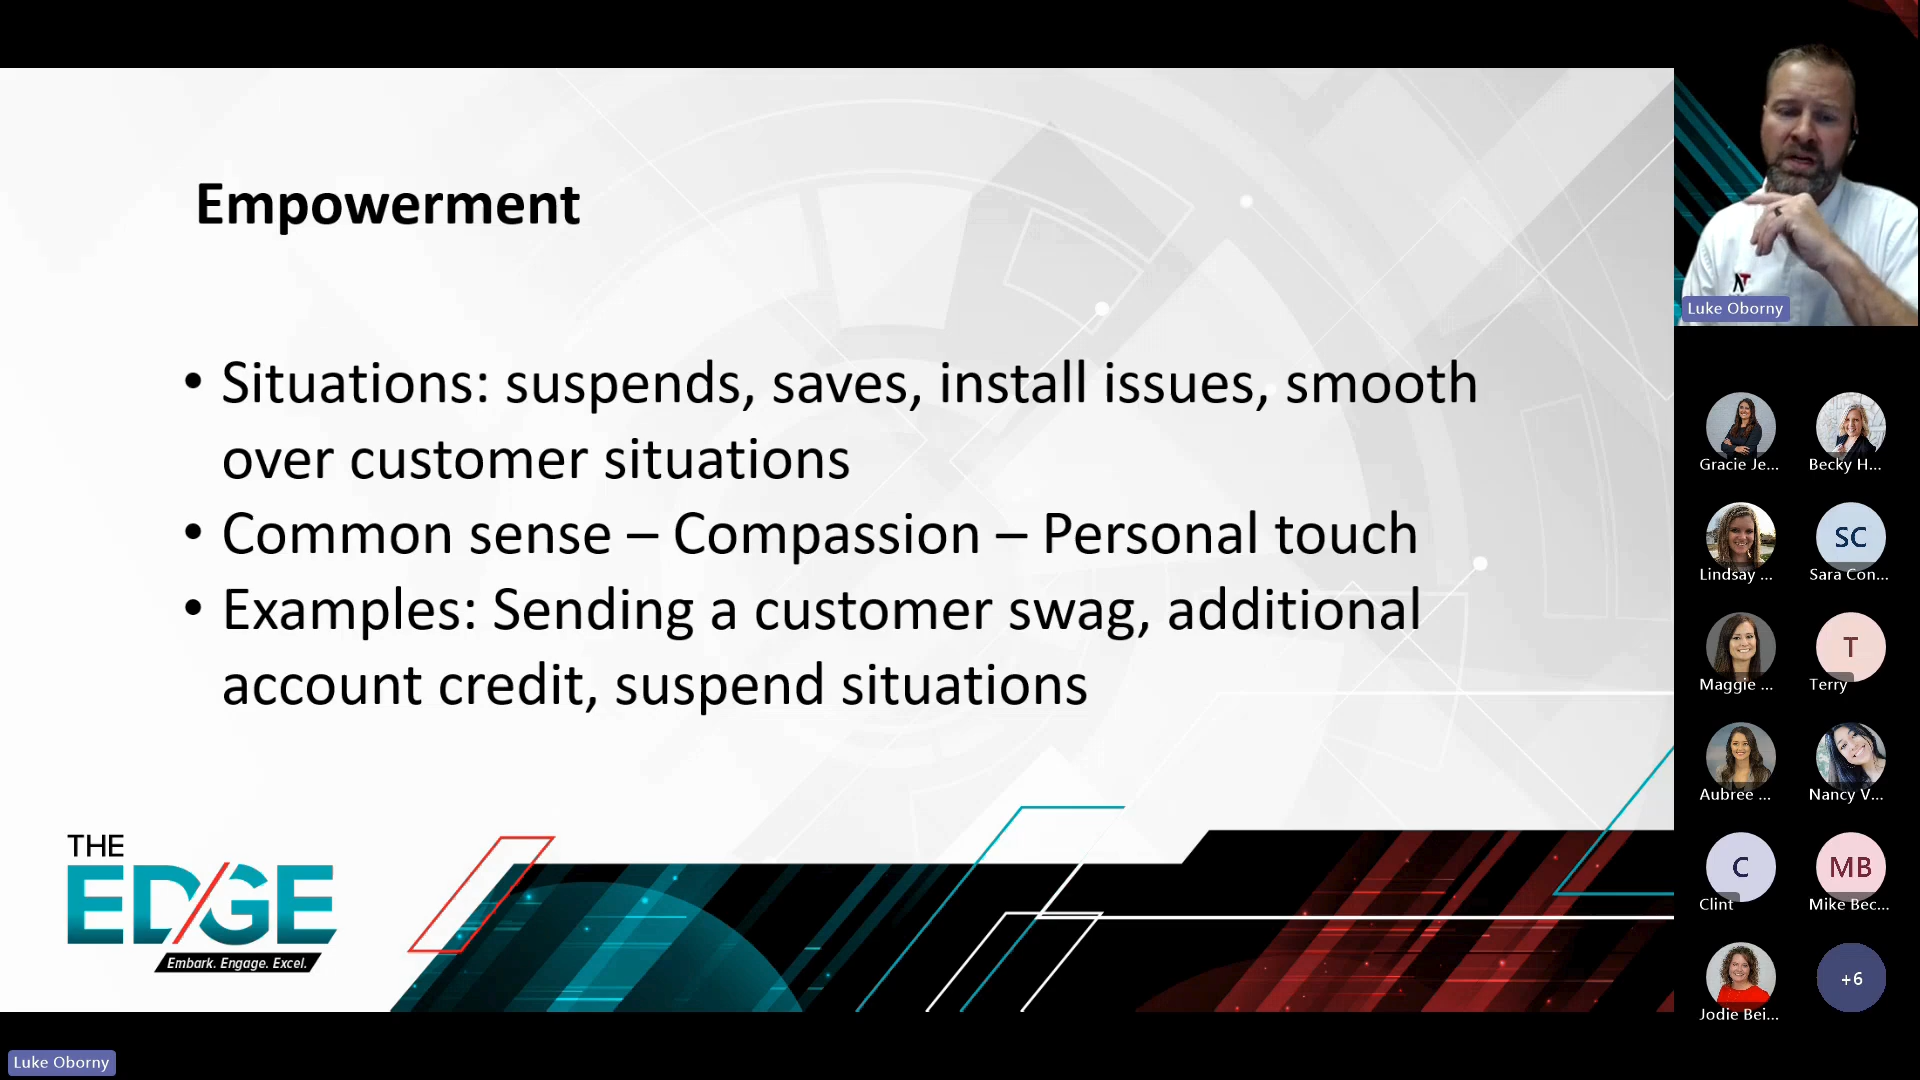 Empowerment
• Situations: suspends, saves, install issues, smooth
over customer situations
• Common sense – Compassion – Personal touch
• Examples: Sending a customer swag, additional
account credit, suspend situations
THE
EDGE
Embark. Engage. Excel.
Luke Oborny
NT
Luke Oborny
Gracie Je...
Becky H...
Lindsay ...
SC
Sara Con...
Maggie ...
T
Terry
Aubree ...
Nancy V...
C
Clint
MB
Mike Bec...
Jodie Bei...
+6